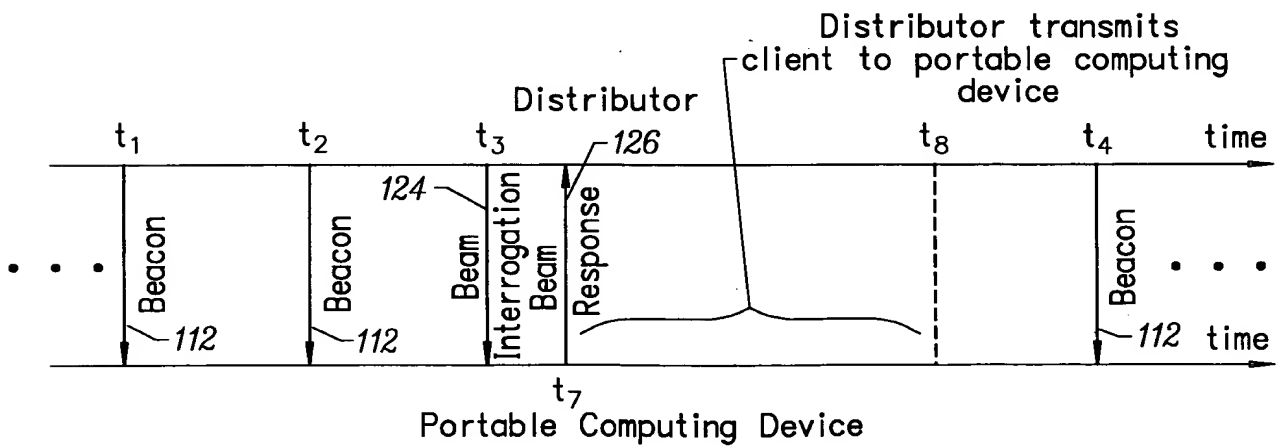 Distributor transmits
client to portable computing
device
Distributor
t1
t2
t3
126
t8
t4
time
124
Beacon
Beacon
Beam
Interrogation
Beam
Response
Beacon
112
112
112
time
t7
Portable Computing Device